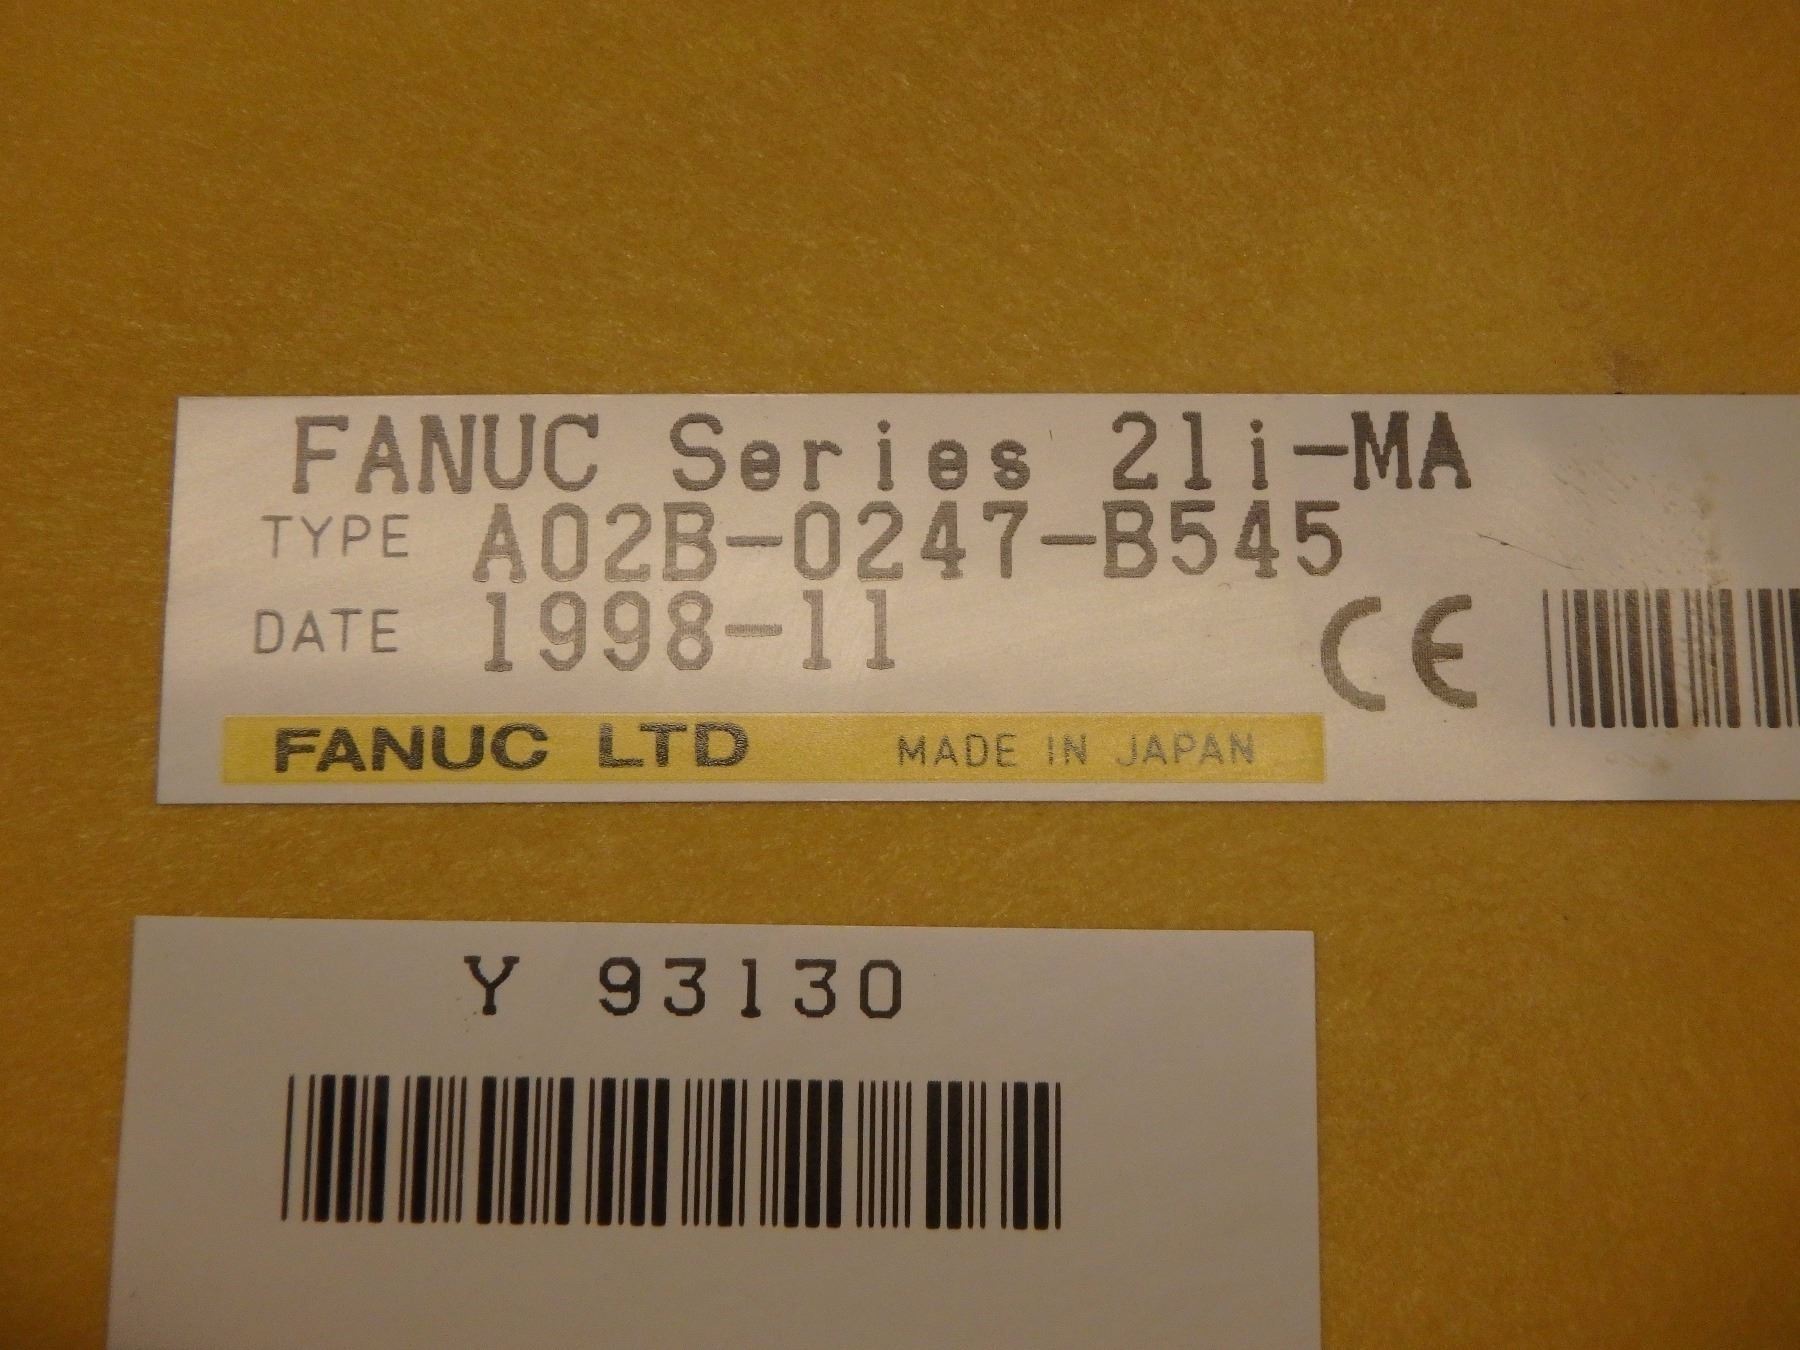 FANUC Series 21i-MA
TYPE A02B-0247-B545
DATE 1998-11
CE
FANUC LTD MADE IN JAPAN
Y 93130